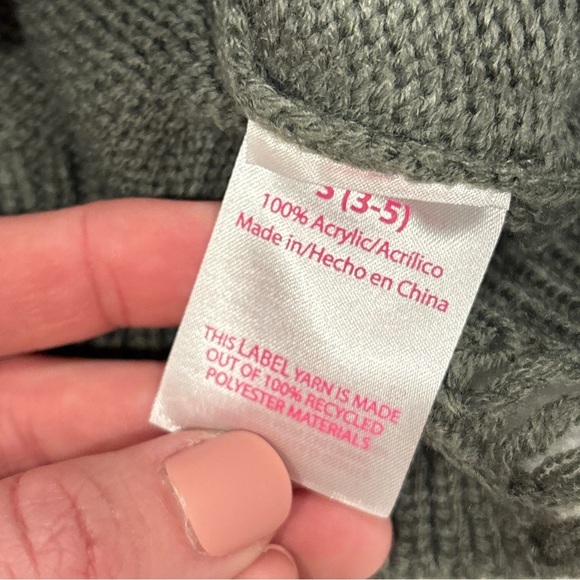 S (3-5)
100% Acrylic/Acrílico
Made in/Hecho en China
THIS LABEL YARN IS MADE
OUT OF 100% RECYCLED
POLYESTER MATERIALS